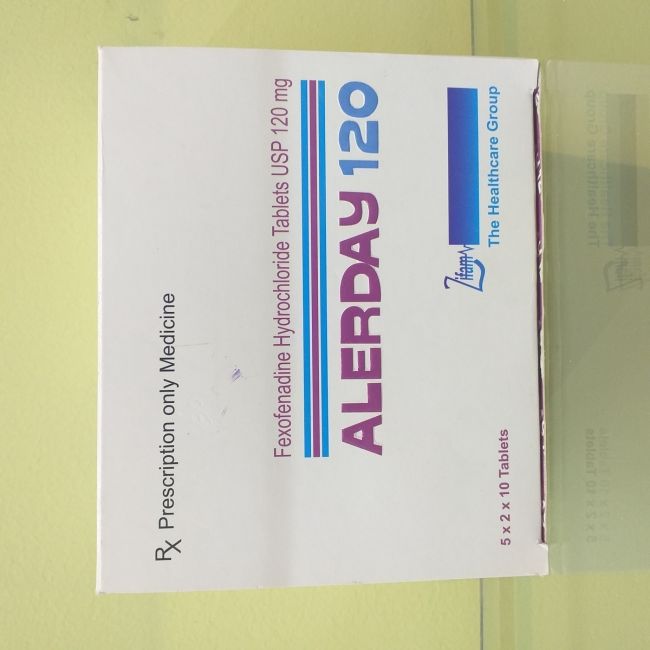 Rx Prescription only Medicine
Fexofenadine Hydrochloride Tablets USP 120 mg
ALERDAY 120
Zifam
The Healthcare Group
5 x 2 x 10 Tablets